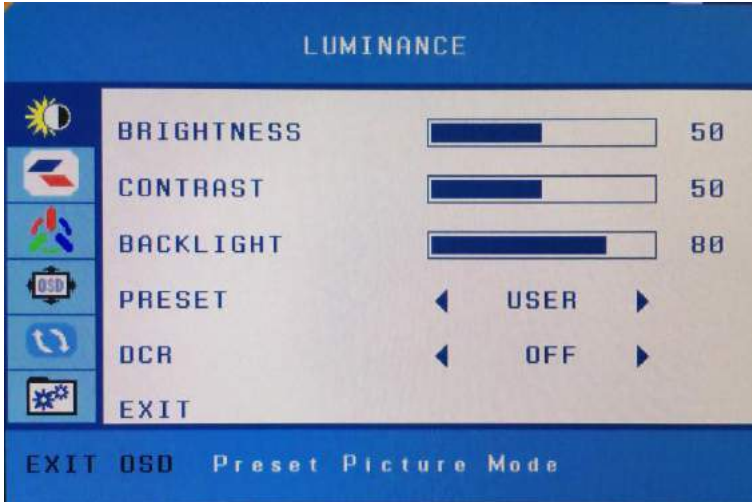 LUMINANCE
BRIGHTNESS 50
CONTRAST 50
BACKLIGHT 80
PRESET USER
DCR OFF
OSD
EXIT
EXIT OSD Preset Picture Mode